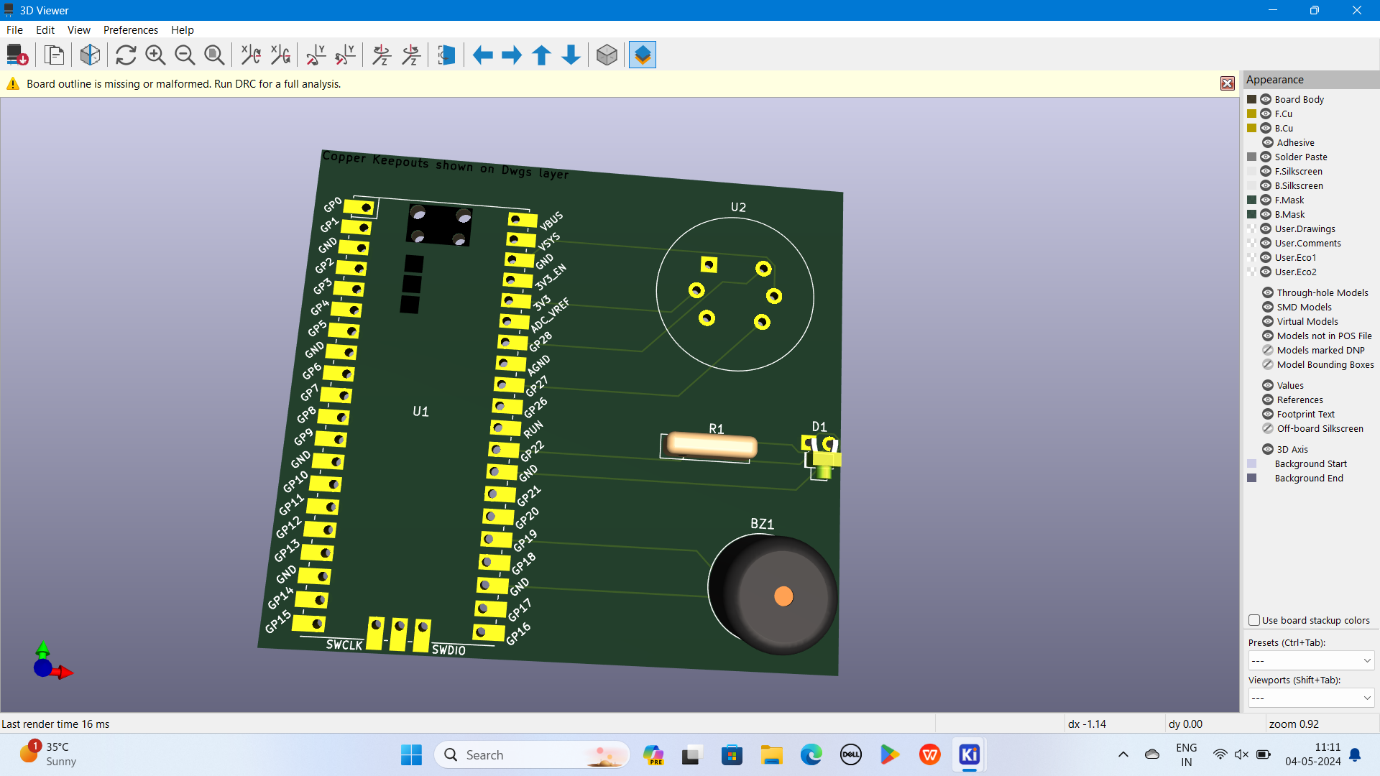 3D Viewer
File Edit View Preferences Help
Board outline is missing or malformed. Run DRC for a full analysis.
Copper Keepouts shown on Dwgs layer
GP0
GP1
GND
GP2
GP3
GP4
GP5
GND
GP6
GP7
GP8
GP9
GND
GP10
GP11
GP12
GP13
GND
GP14
GP15
U1
SWCLK
SWDIO
VBUS
VSYS
GND
3V3_EN
3V3
ADC_VREF
GP28
AGND
GP27
GP26
RUN
GP22
GND
GP21
GP20
GP19
GP18
GND
GP17
GP16
U2
R1
D1
BZ1
Appearance
Board Body
F.Cu
B.Cu
Adhesive
Solder Paste
F.Silkscreen
B.Silkscreen
F.Mask
B.Mask
User.Drawings
User.Comments
User.Eco1
User.Eco2
Through-hole Models
SMD Models
Virtual Models
Models not in POS File
Models marked DNP
Model Bounding Boxes
Values
References
Footprint Text
Off-board Silkscreen
3D Axis
Background Start
Background End
Use board stackup colors
Presets (Ctrl+Tab):
---
Viewports (Shift+Tab):
---
Last render time 16 ms
dx -1.14
dy 0.00
zoom 0.92
1
35°C
Sunny
Search
PRE
DELL
Ki
ENG
IN
11:11
04-05-2024